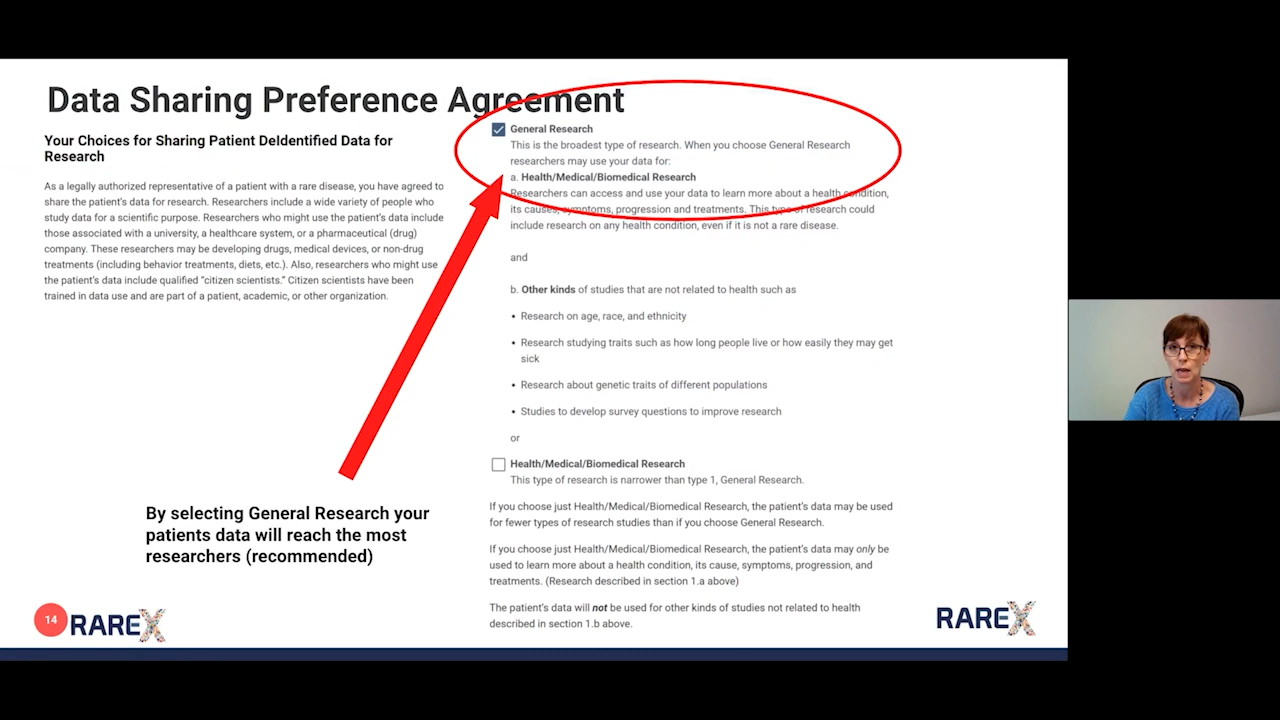 Data Sharing Preference Agreement
Your Choices for Sharing Patient DeIdentified Data for
Research
As a legally authorized representative of a patient with a rare disease, you have agreed to
share the patient's data for research. Researchers include a wide variety of people who
study data for a scientific purpose. Researchers who might use the patient's data include
those associated with a university, a healthcare system, or a pharmaceutical (drug)
company. These researchers may be developing drugs, medical devices, or non-drug
treatments (including behavior treatments, diets, etc.). Also, researchers who might use
the patient's data include qualified “citizen scientists.” Citizen scientists have been
trained in data use and are part of a patient, academic, or other organization.
General Research
This is the broadest type of research. When you choose General Research
researchers may use your data for:
a. Health/Medical/Biomedical Research
Researchers can access and use your data to learn more about a health condition,
its causes, symptoms, progression and treatments. This type of research could
include research on any health condition, even if it is not a rare disease.
and
b. Other kinds of studies that are not related to health such as
• Research on age, race, and ethnicity
• Research studying traits such as how long people live or how easily they may get
sick
• Research about genetic traits of different populations
• Studies to develop survey questions to improve research
or
Health/Medical/Biomedical Research
This type of research is narrower than type 1, General Research.
If you choose just Health/Medical/Biomedical Research, the patient's data may be used
for fewer types of research studies than if you choose General Research.
If you choose just Health/Medical/Biomedical Research, the patient's data may only be
used to learn more about a health condition, its cause, symptoms, progression, and
treatments. (Research described in section 1.a above)
The patient's data will not be used for other kinds of studies not related to health
described in section 1.b above.
By selecting General Research your
patients data will reach the most
researchers (recommended)
14
RAREX
RAREX